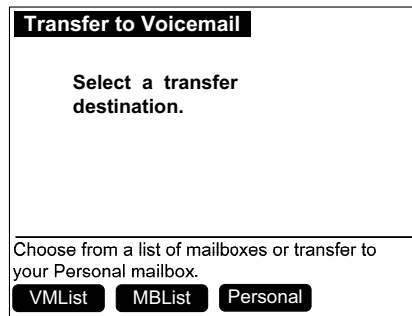 Transfer to Voicemail
Select a transfer
destination.
Choose from a list of mailboxes or transfer to
your Personal mailbox.
VMList MBList Personal